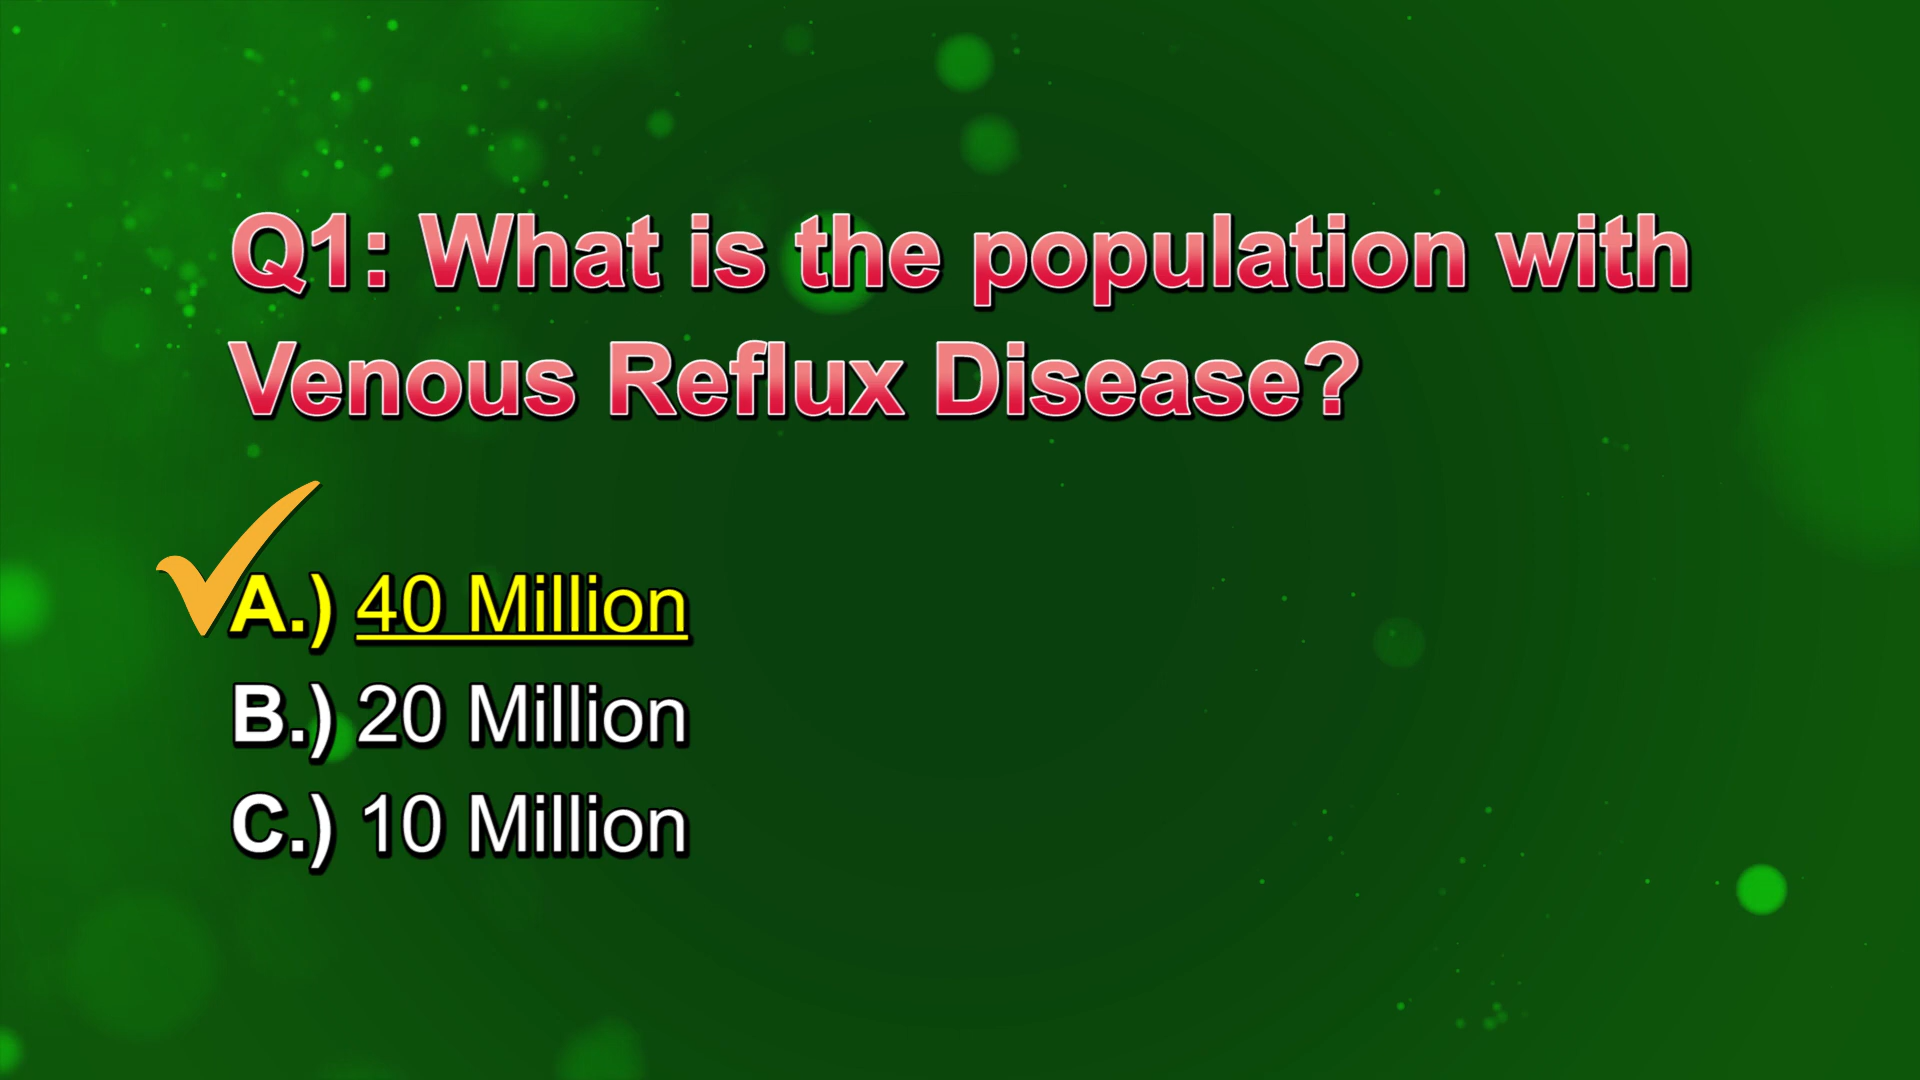 Q1: What is the population with
Venous Reflux Disease?
A.) 40 Million
B.) 20 Million
C.) 10 Million